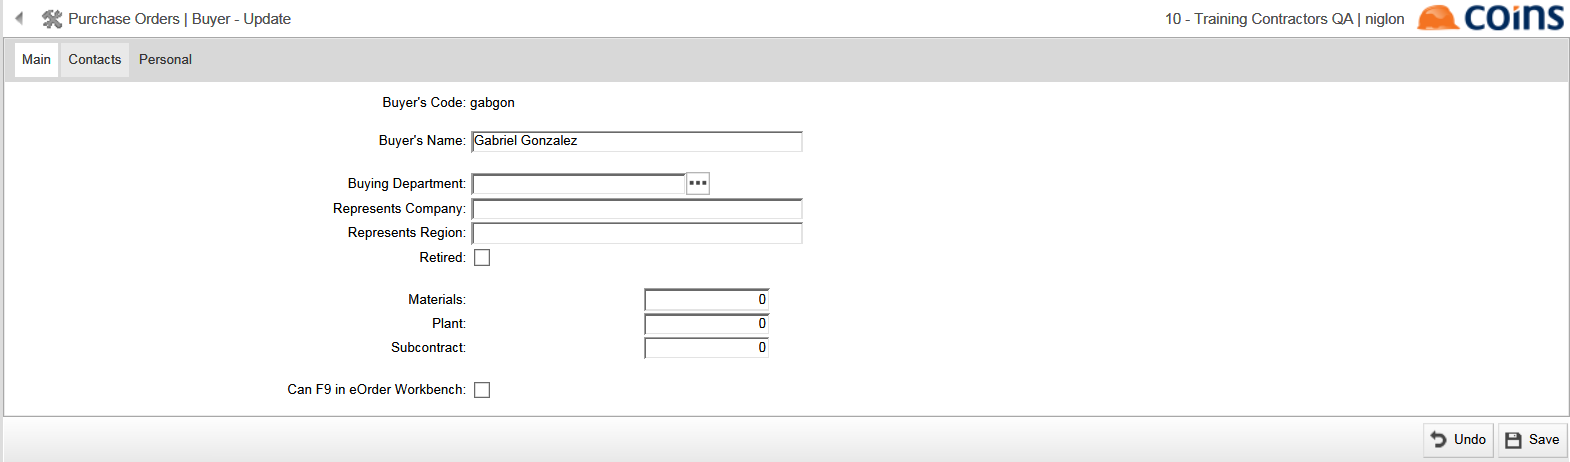 Purchase Orders | Buyer - Update
10 - Training Contractors QA | niglon
coins
Main Contacts Personal
Buyer's Code: gabgon
Buyer's Name: Gabriel Gonzalez
Buying Department:
Represents Company:
Represents Region:
Retired:
Materials: 0
Plant: 0
Subcontract: 0
Can F9 in eOrder Workbench:
Undo Save